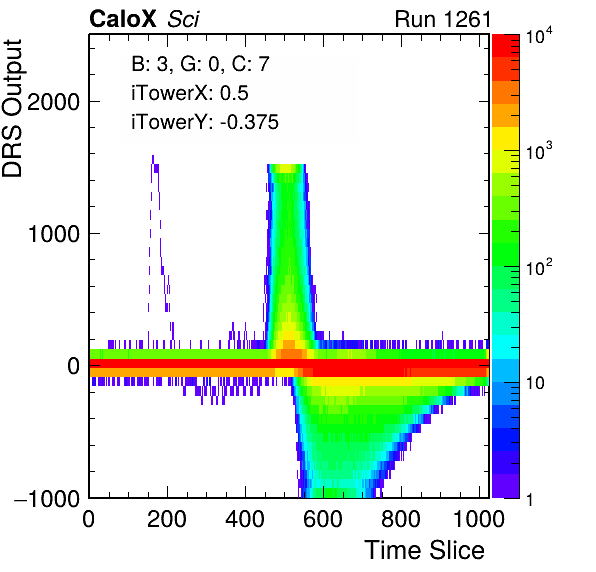 CaloX Sci Run 1261
B: 3, G: 0, C: 7
iTowerX: 0.5
iTowerY: -0.375
DRS Output
2000
1000
0
−1000
0 200 400 600 800 1000
Time Slice
10^4
10^3
10^2
10
1